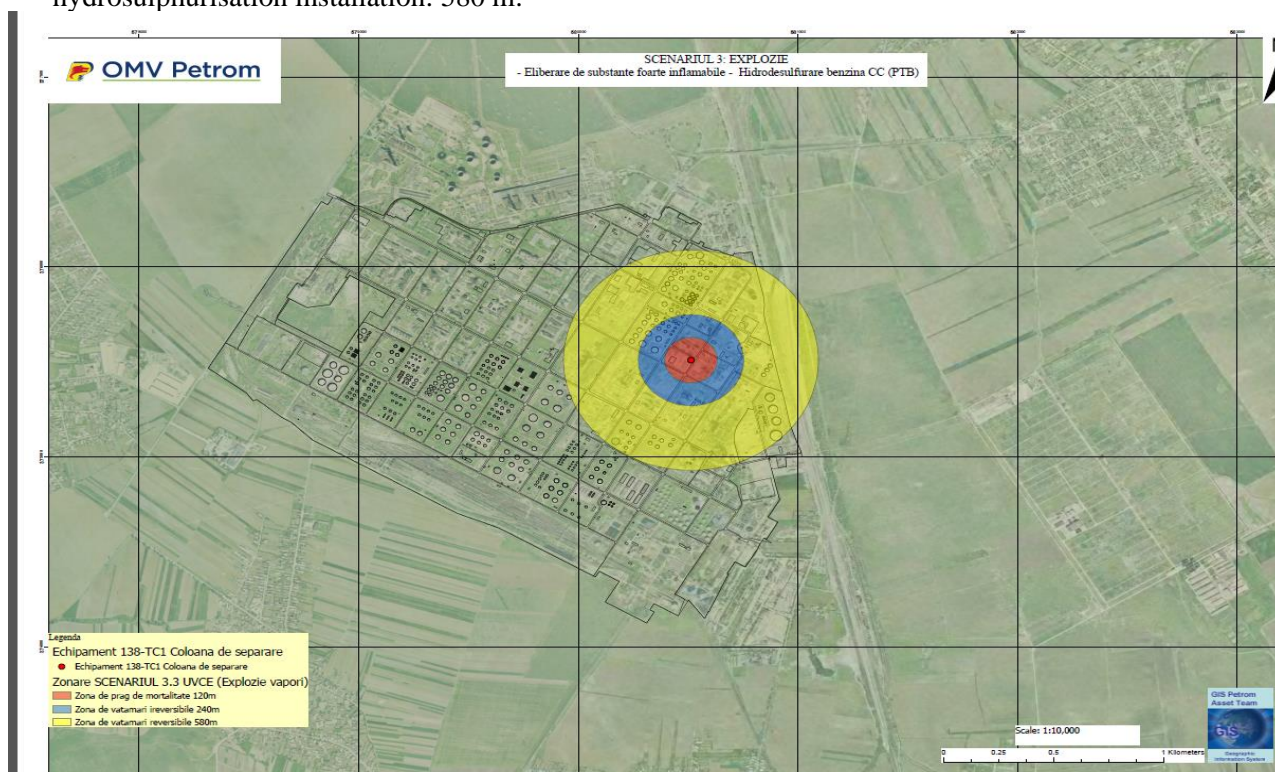 hydrosulphurisation installation: 580 m.
OMV Petrom
SCENARIUL 3: EXPLOZIE
- Eliberare de substante foarte inflamabile - Hidrodesulfurare benzina CC (PTB)
Legenda
Echipament 138-TC1 Coloana de separare
Echipament 138-TC1 Coloana de separare
Zonare SCENARIUL 3.3 UVCE (Explozie vapori)
Zona de prag de mortalitate 120m
Zona de vatamari ireversibile 240m
Zona de vatamari reversibile 580m
Scale: 1:10,000
0 0.25 0.5 1 Kilometers
GIS Petrom
Asset Team
GIS
Geographic
Information System